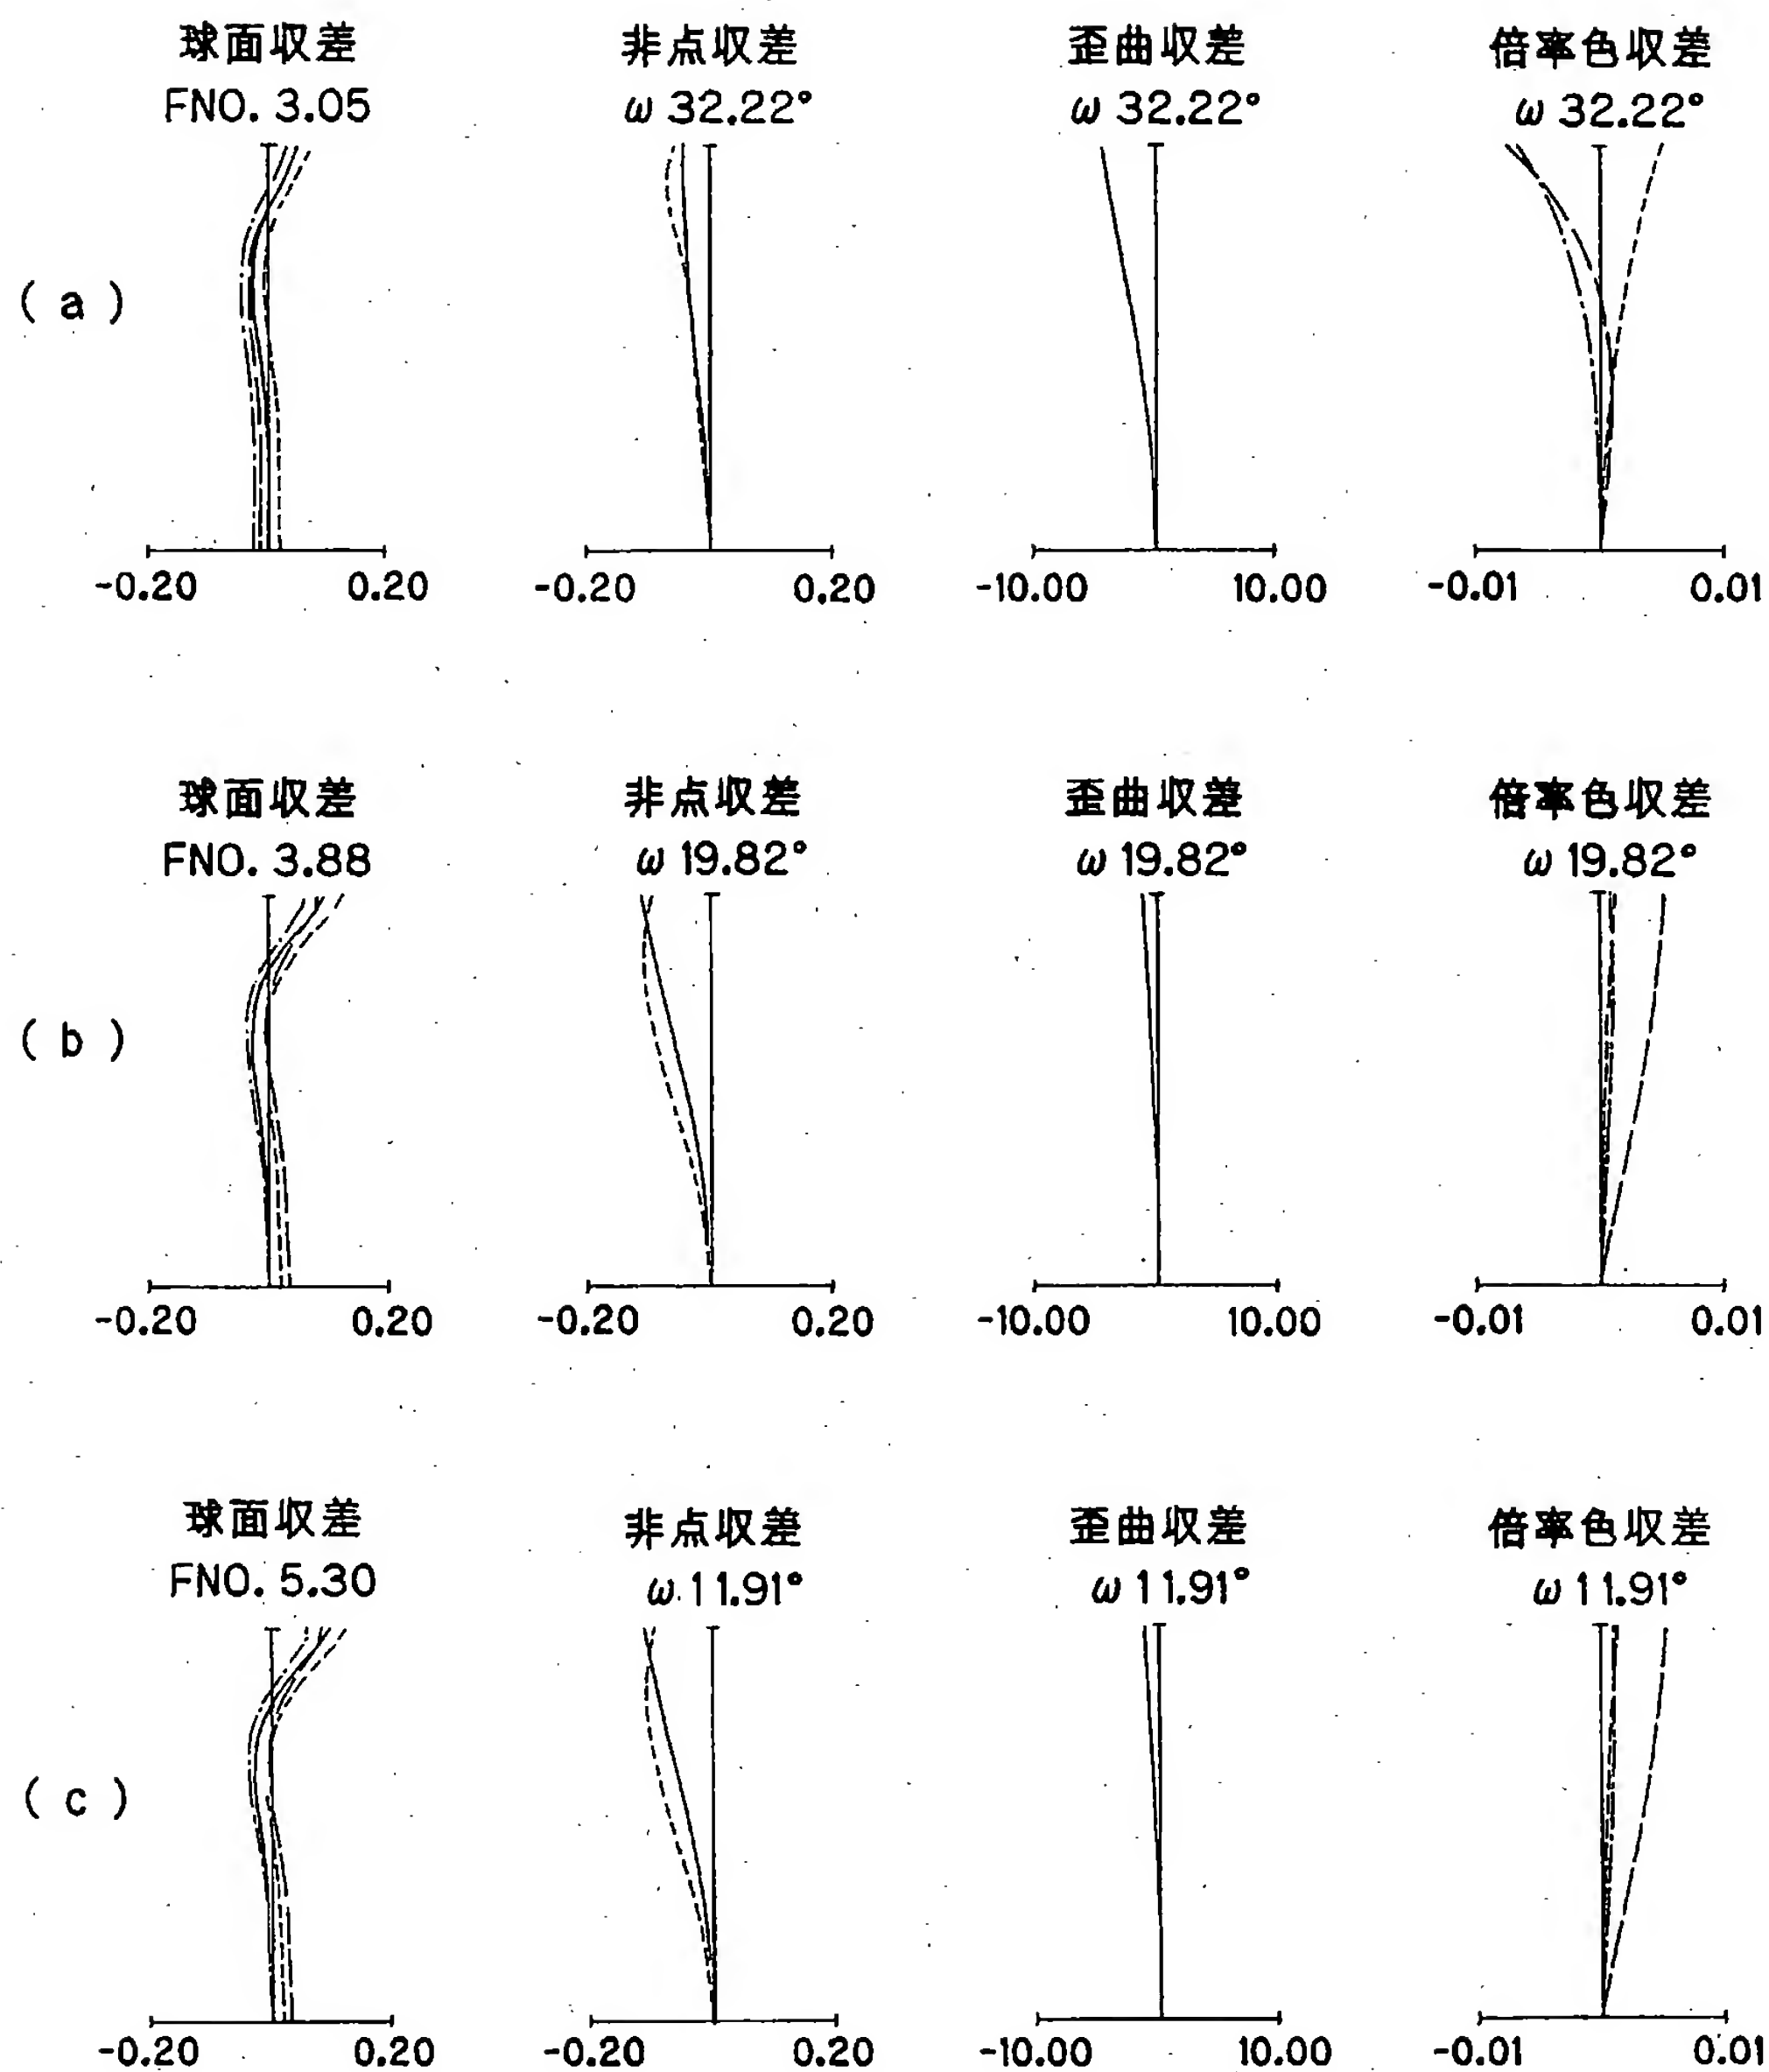 球面収差
FNO. 3.05
非点収差
ω 32.22°
歪曲収差
ω 32.22°
倍率色収差
ω 32.22°
(a)
-0.20 0.20
-0.20 0.20
-10.00 10.00
-0.01 0.01
球面収差
FNO. 3.88
非点収差
ω 19.82°
歪曲収差
ω 19.82°
倍率色収差
ω 19.82°
(b)
-0.20 0.20
-0.20 0.20
-10.00 10.00
-0.01 0.01
球面収差
FNO. 5.30
非点収差
ω 11.91°
歪曲収差
ω 11.91°
倍率色収差
ω 11.91°
(c)
-0.20 0.20
-0.20 0.20
-10.00 10.00
-0.01 0.01